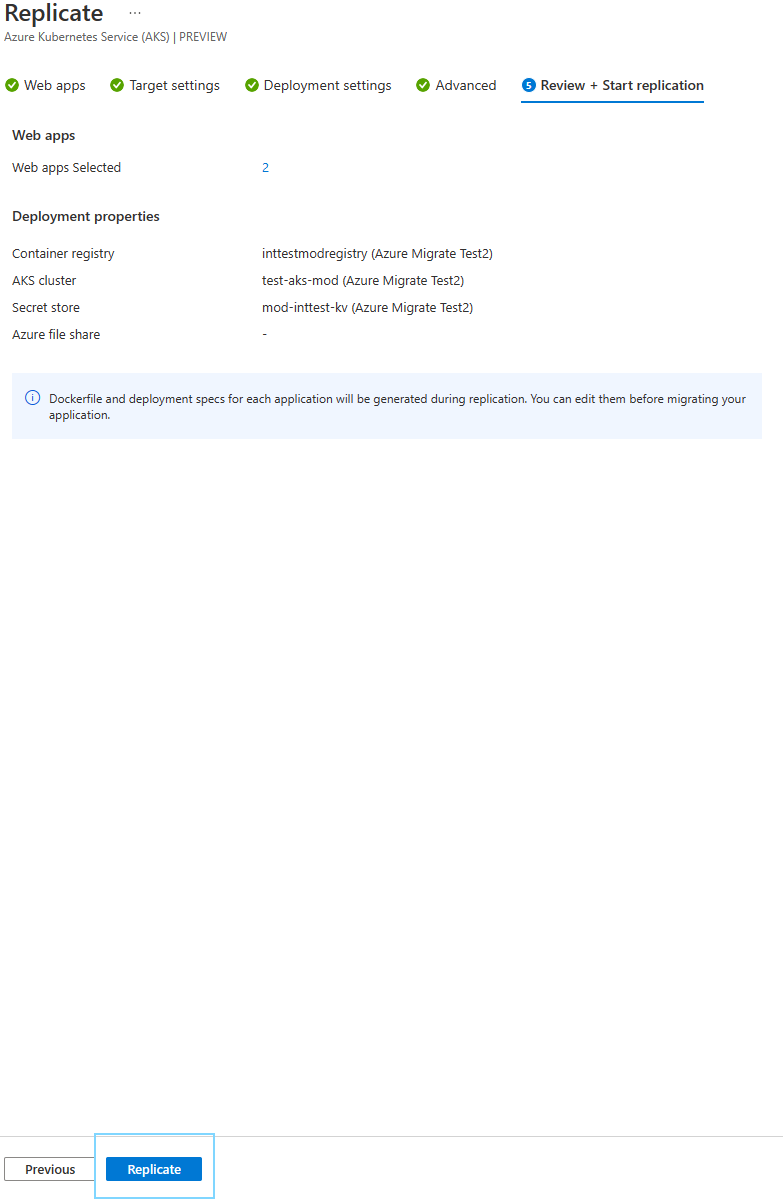 Replicate ...
Azure Kubernetes Service (AKS) | PREVIEW
Web apps Target settings Deployment settings Advanced 5 Review + Start replication
Web apps
Web apps Selected 2
Deployment properties
Container registry inttestmodregistry (Azure Migrate Test2)
AKS cluster test-aks-mod (Azure Migrate Test2)
Secret store mod-inttest-kv (Azure Migrate Test2)
Azure file share -
Dockerfile and deployment specs for each application will be generated during replication. You can edit them before migrating your
application.
Previous Replicate